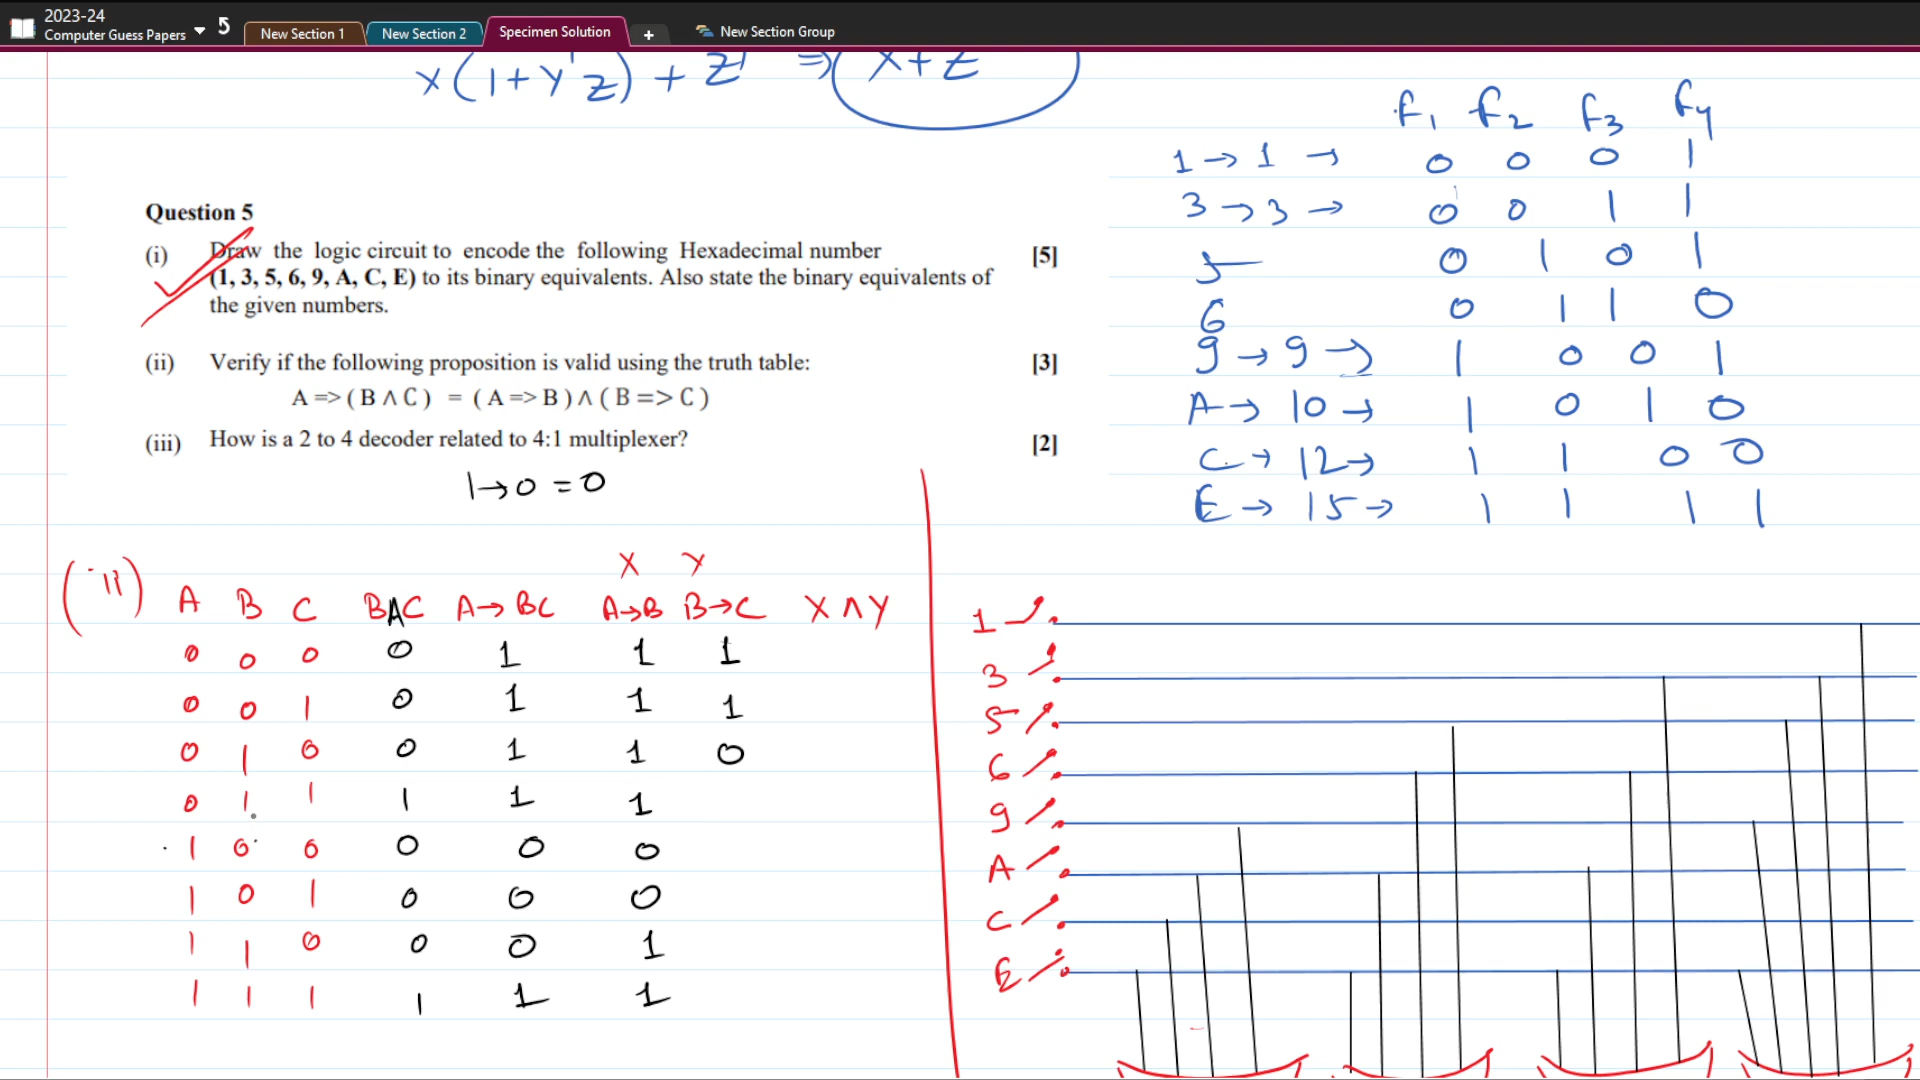 2023-24
Computer Guess Papers
New Section 1
New Section 2
Specimen Solution
+
New Section Group
x(1+y'z) + z' => x+z
Question 5
(i) Draw the logic circuit to encode the following Hexadecimal number [5]
(1, 3, 5, 6, 9, A, C, E) to its binary equivalents. Also state the binary equivalents of
the given numbers.
(ii) Verify if the following proposition is valid using the truth table: [3]
A => ( B ∧ C ) = ( A => B ) ∧ ( B => C )
(iii) How is a 2 to 4 decoder related to 4:1 multiplexer? [2]
1→0 = 0
f1 f2 f3 f4
1 → 1 → 0 0 0 1
3 → 3 → 0 0 1 1
5 0 1 0 1
6 0 1 1 0
9 → 9 → 1 0 0 1
A → 10 → 1 0 1 0
C → 12 → 1 1 0 0
E → 15 → 1 1 1 1
X Y
(ii) A B C B∧C A→BC A→B B→C X∧Y
0 0 0 0 1 1 1
0 0 1 0 1 1 1
0 1 0 0 1 1 0
0 1 1 1 1 1
1 0 0 0 0 0
1 0 1 0 0 0
1 1 0 0 0 1
1 1 1 1 1 1
1
3
5
6
9
A
C
E